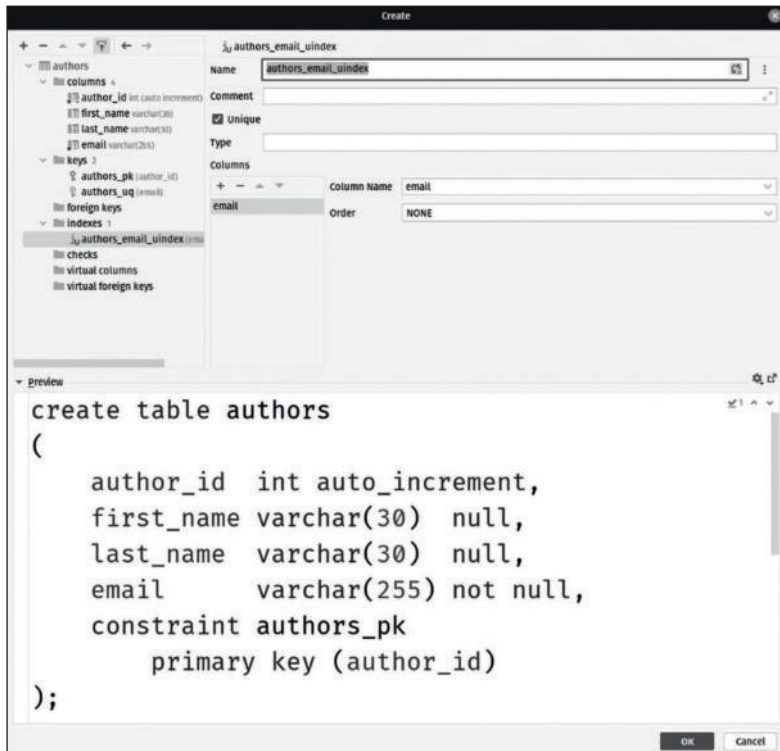 Create
authors_email_uindex
authors
columns 4
author_id int (auto increment)
first_name varchar(30)
last_name varchar(30)
email varchar(255)
keys 2
authors_pk (author_id)
authors_uq (email)
foreign keys
indexes 1
authors_email_uindex (ema
checks
virtual columns
virtual foreign keys
Name authors_email_uindex
Comment
Unique
Type
Columns
email
Column Name email
Order NONE
Preview
1
create table authors
(
author_id int auto_increment,
first_name varchar(30) null,
last_name varchar(30) null,
email varchar(255) not null,
constraint authors_pk
primary key (author_id)
);
OK Cancel